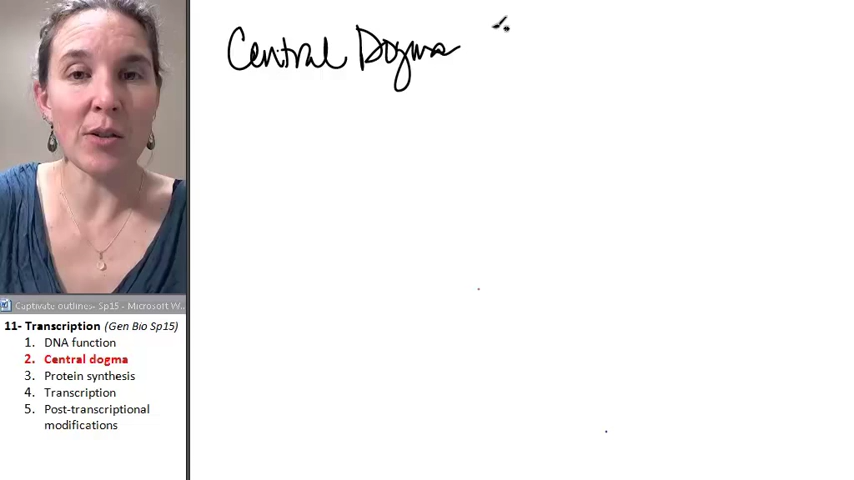 Central Dogma
Captivate outlines- Sp15 - Microsoft W.
11- Transcription (Gen Bio Sp15)
1. DNA function
2. Central dogma
3. Protein synthesis
4. Transcription
5. Post-transcriptional
modifications